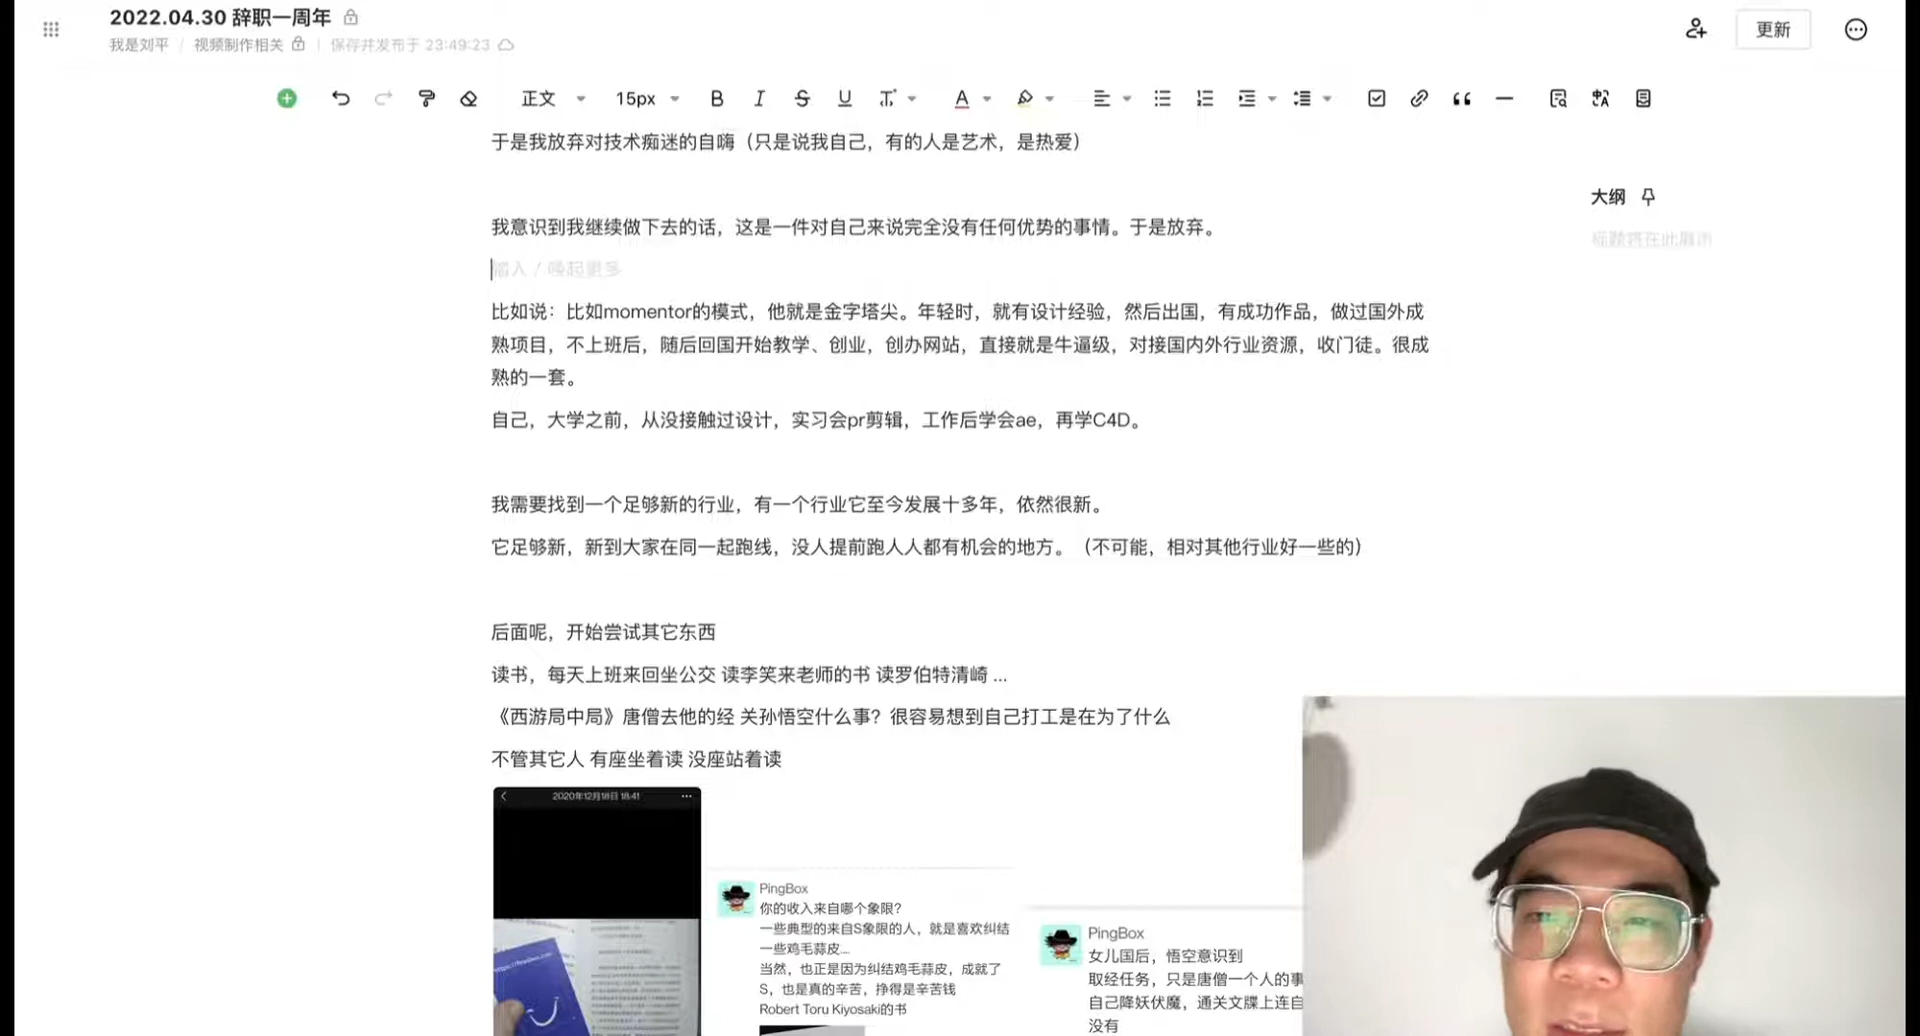 2022.04.30 辞职一周年
我是刘平 / 视频制作相关 | 保存并发布于 23:49:23
更新
正文 15px B I S U T A
于是我放弃对技术痴迷的自嗨（只是说我自己，有的人是艺术，是热爱）
大纲
我意识到我继续做下去的话，这是一件对自己来说完全没有任何优势的事情。于是放弃。
标题将在此展示
输入 / 唤起更多
比如说：比如momentor的模式，他就是金字塔尖。年轻时，就有设计经验，然后出国，有成功作品，做过国外成
熟项目，不上班后，随后回国开始教学、创业，创办网站，直接就是牛逼级，对接国内外行业资源，收门徒。很成
熟的一套。
自己，大学之前，从没接触过设计，实习会pr剪辑，工作后学会ae，再学C4D。
我需要找到一个足够新的行业，有一个行业它至今发展十多年，依然很新。
它足够新，新到大家在同一起跑线，没人提前跑人人都有机会的地方。（不可能，相对其他行业好一些的）
后面呢，开始尝试其它东西
读书，每天上班来回坐公交 读李笑来老师的书 读罗伯特清崎 ...
《西游局中局》唐僧去他的经 关孙悟空什么事？很容易想到自己打工是在为了什么
不管其它人 有座坐着读 没座站着读
2020年12月18日 18:41
PingBox
你的收入来自哪个象限？
一些典型的来自S象限的人，就是喜欢纠结
一些鸡毛蒜皮...
当然，也正是因为纠结鸡毛蒜皮，成就了
S，也是真的辛苦，挣得是辛苦钱
Robert Toru Kiyosaki的书
PingBox
女儿国后，悟空意识到
取经任务，只是唐僧一个人的事
自己降妖伏魔，通关文牒上连自
没有